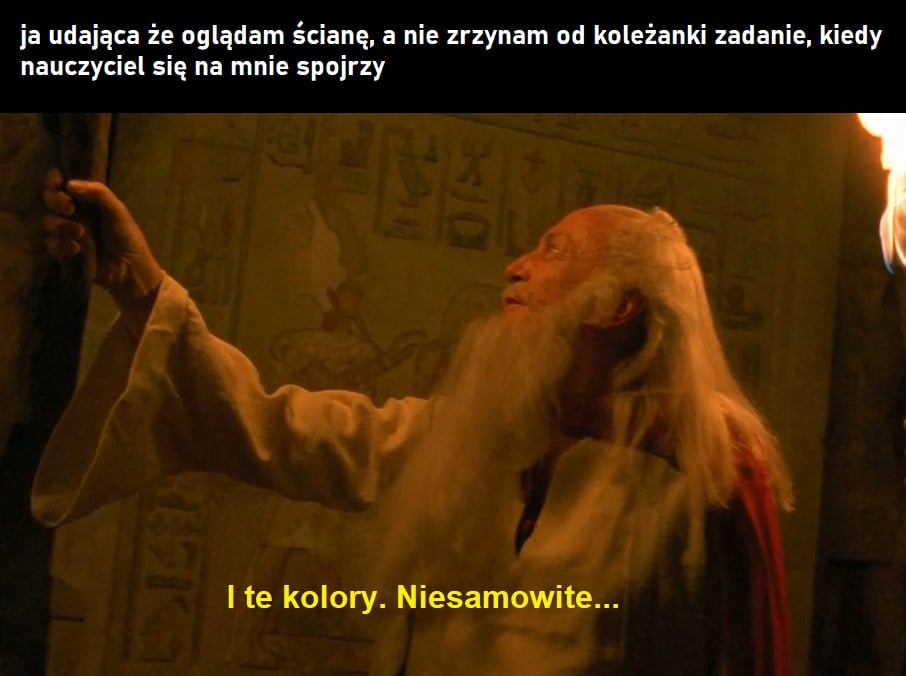 ja udająca że oglądam ścianę, a nie zrzynam od koleżanki zadanie, kiedy
nauczyciel się na mnie spojrzy
I te kolory. Niesamowite...